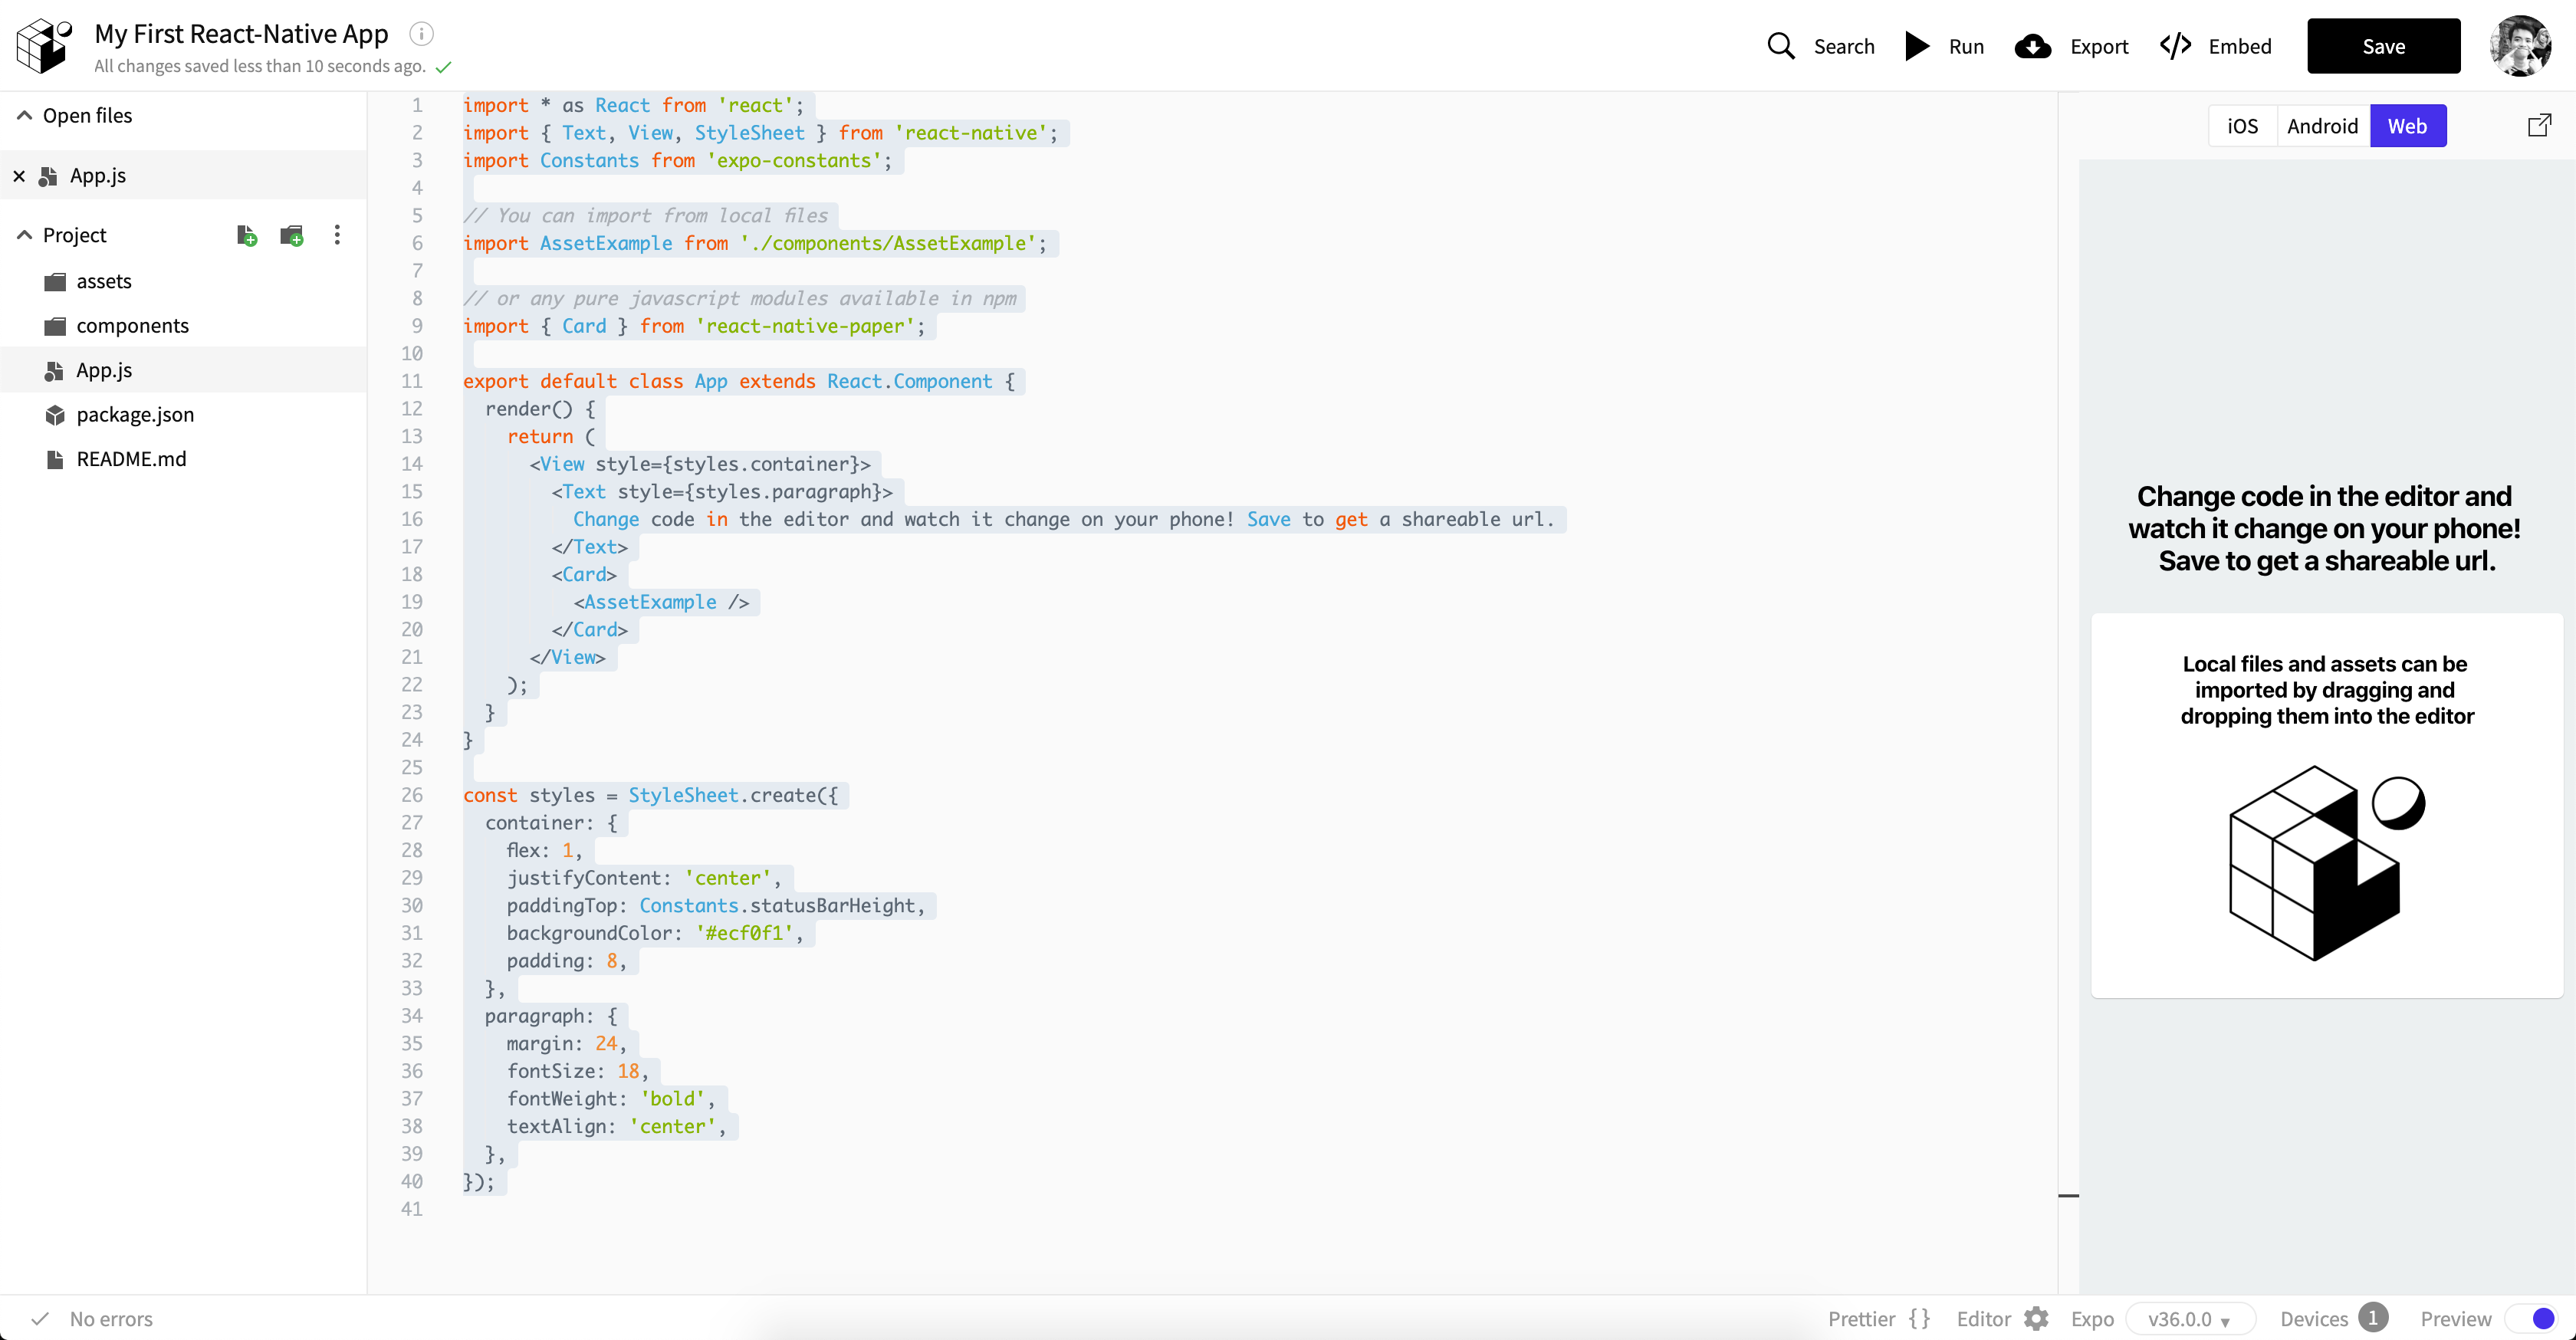 My First React-Native App
All changes saved less than 10 seconds ago.
Search
Run
Export
Embed
Save
Open files
App.js
Project
assets
components
App.js
package.json
README.md
1 import * as React from 'react';
2 import { Text, View, StyleSheet } from 'react-native';
3 import Constants from 'expo-constants';
4
5 // You can import from local files
6 import AssetExample from './components/AssetExample';
7
8 // or any pure javascript modules available in npm
9 import { Card } from 'react-native-paper';
10
11 export default class App extends React.Component {
12   render() {
13     return (
14       <View style={styles.container}>
15         <Text style={styles.paragraph}>
16           Change code in the editor and watch it change on your phone! Save to get a shareable url.
17         </Text>
18         <Card>
19           <AssetExample />
20         </Card>
21       </View>
22     );
23   }
24 }
25
26 const styles = StyleSheet.create({
27   container: {
28     flex: 1,
29     justifyContent: 'center',
30     paddingTop: Constants.statusBarHeight,
31     backgroundColor: '#ecf0f1',
32     padding: 8,
33   },
34   paragraph: {
35     margin: 24,
36     fontSize: 18,
37     fontWeight: 'bold',
38     textAlign: 'center',
39   },
40 });
41
iOS
Android
Web
Change code in the editor and
watch it change on your phone!
Save to get a shareable url.
Local files and assets can be
imported by dragging and
dropping them into the editor
No errors
Prettier {}
Editor
Expo
v36.0.0
Devices 1
Preview